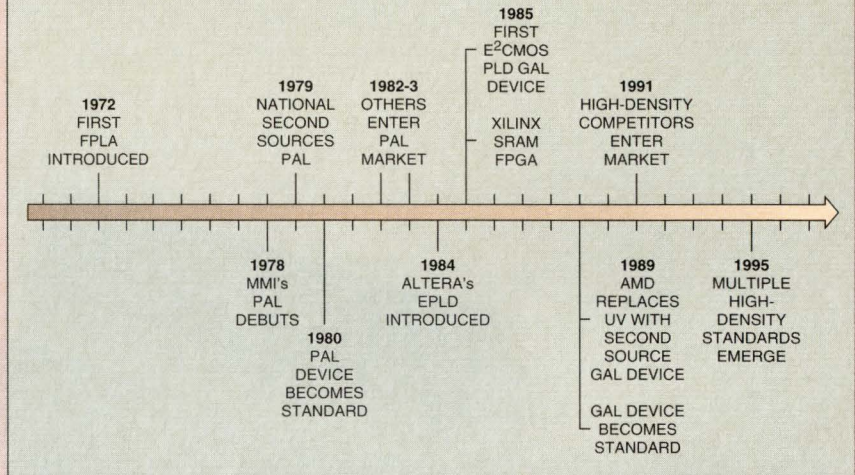 1972
FIRST
FPLA
INTRODUCED
1978
MMI's
PAL
DEBUTS
1979
NATIONAL
SECOND
SOURCES
PAL
1980
PAL
DEVICE
BECOMES
STANDARD
1982-3
OTHERS
ENTER
PAL
MARKET
1984
ALTERA's
EPLD
INTRODUCED
1985
FIRST
E²CMOS
PLD GAL
DEVICE
XILINX
SRAM
FPGA
1989
AMD
REPLACES
UV WITH
SECOND
SOURCE
GAL DEVICE
GAL DEVICE
BECOMES
STANDARD
1991
HIGH-DENSITY
COMPETITORS
ENTER
MARKET
1995
MULTIPLE
HIGH-
DENSITY
STANDARDS
EMERGE